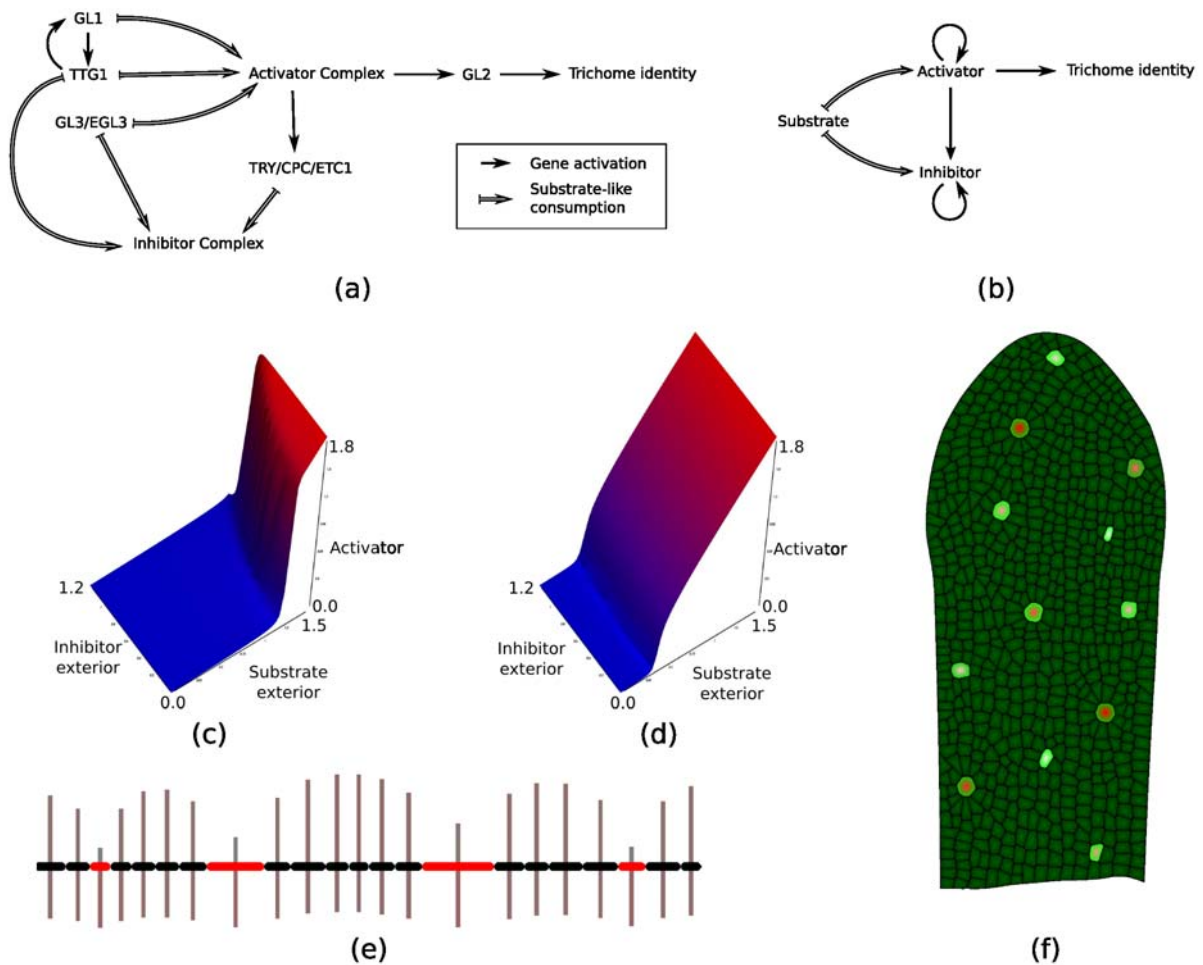 GL1
TTG1
Activator Complex
GL2
Trichome identity
GL3/EGL3
TRY/CPC/ETC1
Inhibitor Complex
Gene activation
Substrate-like
consumption
(a)
Activator
Trichome identity
Substrate
Inhibitor
(b)
1.8
Activator
0.0
1.2
1.5
Inhibitor
exterior
Substrate
exterior
0.0
(c)
1.8
Activator
0.0
1.2
1.5
Inhibitor
exterior
Substrate
exterior
0.0
(d)
(e)
(f)